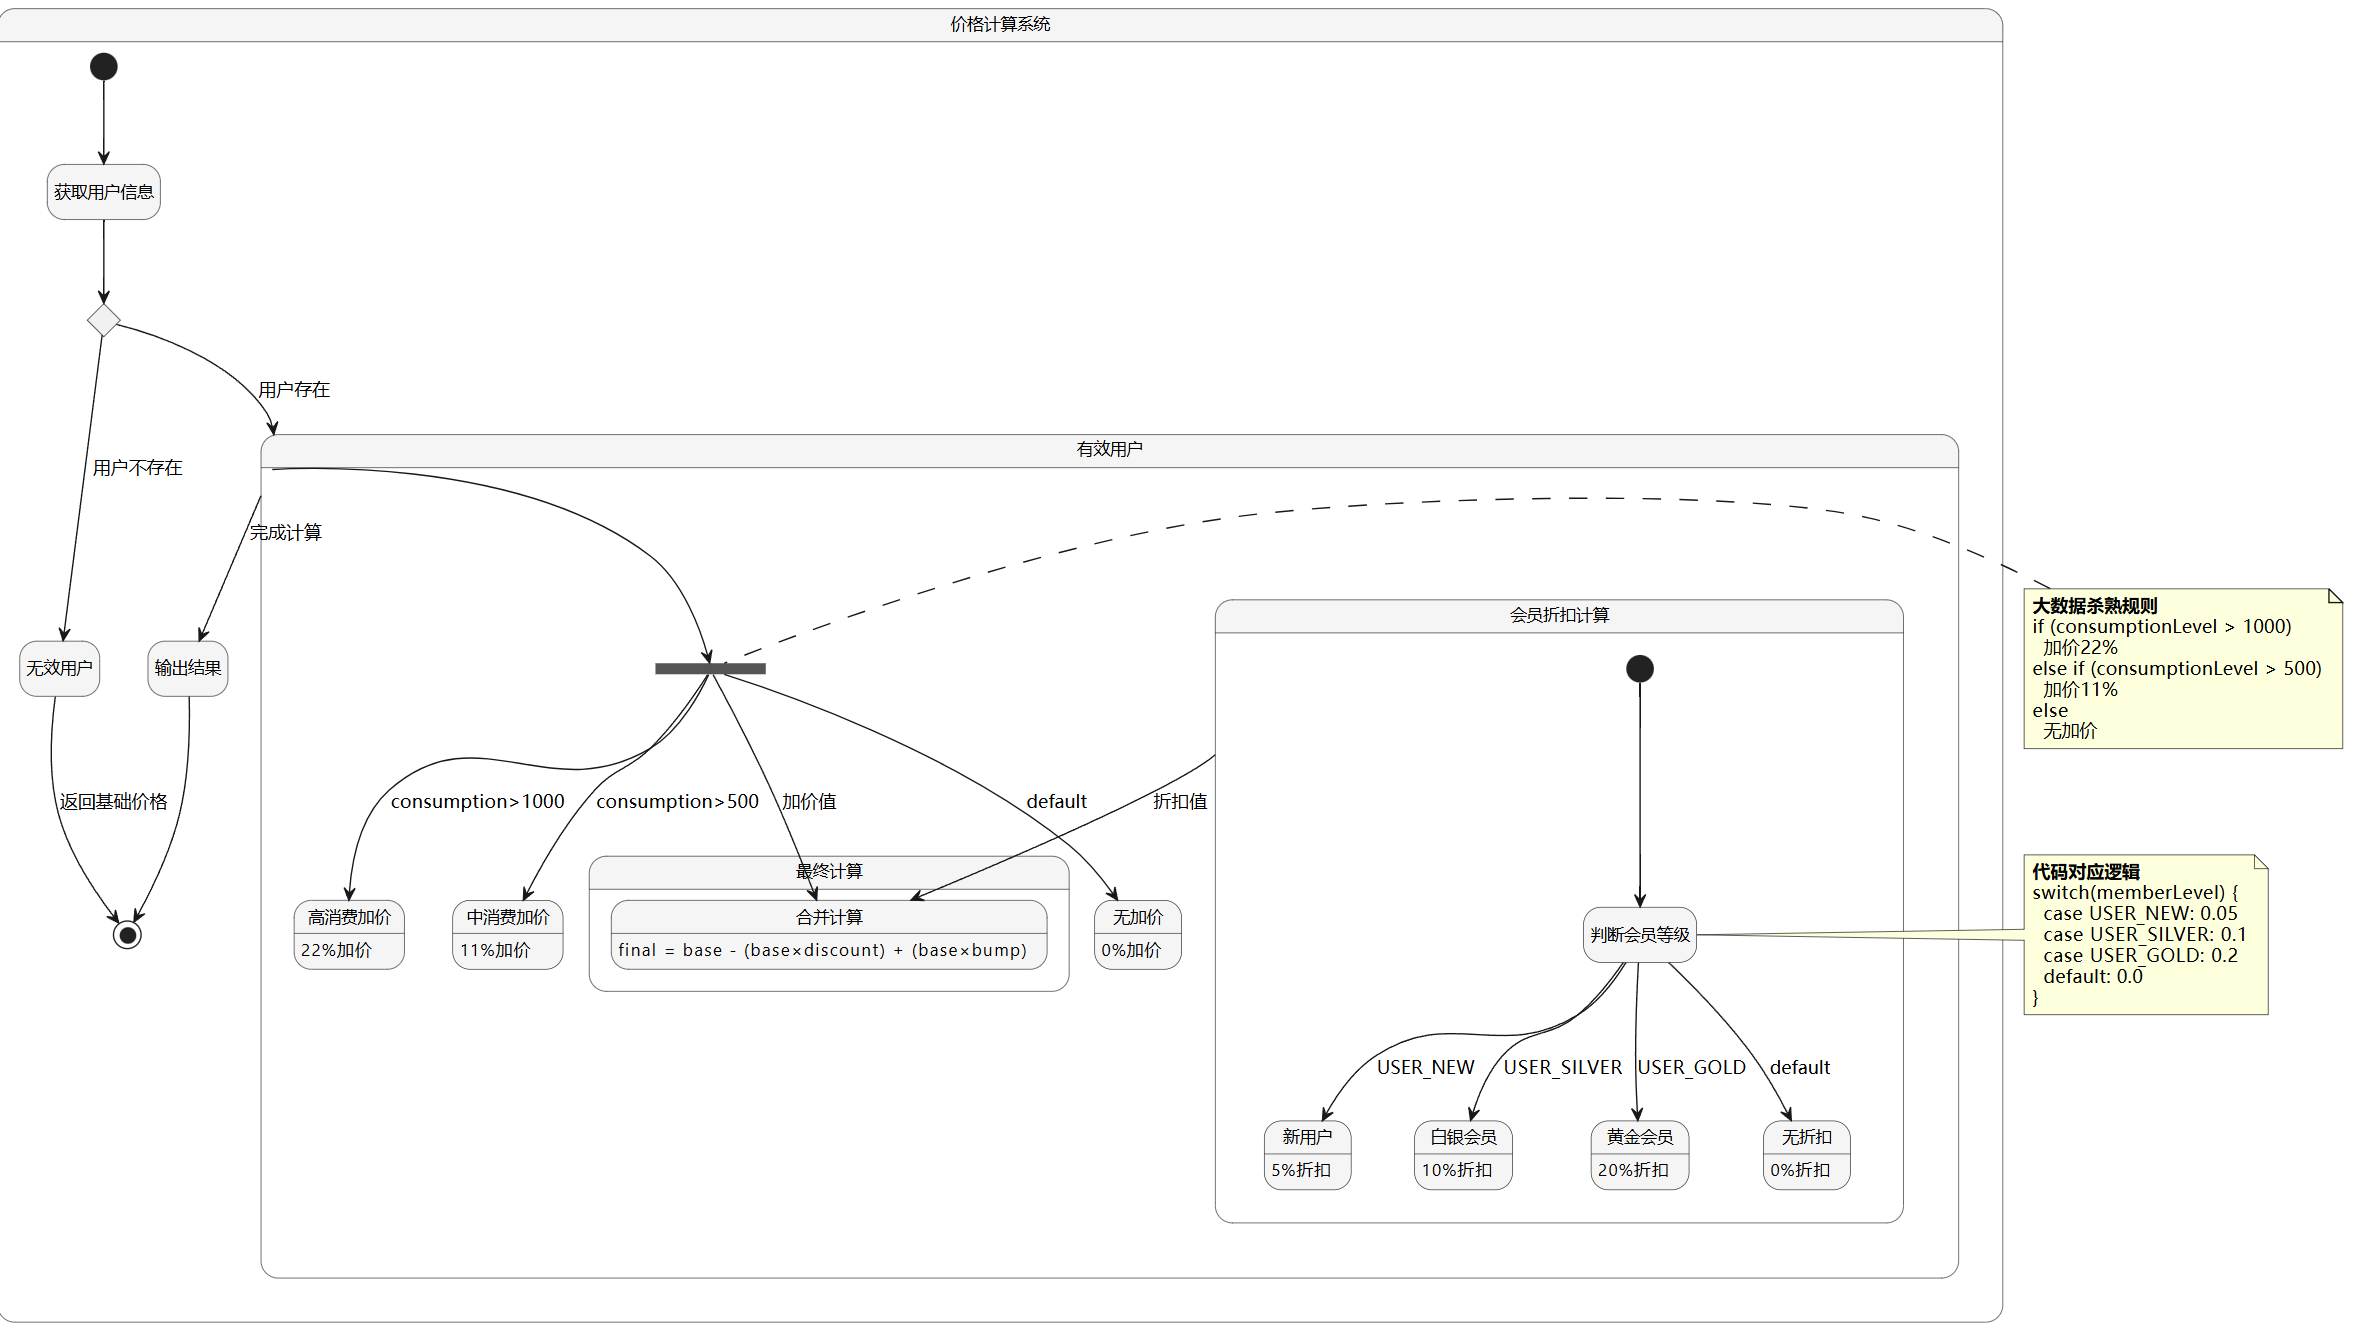 价格计算系统
获取用户信息
用户存在
用户不存在
有效用户
完成计算
无效用户
输出结果
返回基础价格
大数据杀熟规则
if (consumptionLevel > 1000)
加价22%
else if (consumptionLevel > 500)
加价11%
else
无加价
会员折扣计算
consumption>1000
consumption>500
加价值
default
折扣值
最终计算
高消费加价
22%加价
中消费加价
11%加价
合并计算
final = base - (base×discount) + (base×bump)
无加价
0%加价
判断会员等级
代码对应逻辑
switch(memberLevel) {
case USER_NEW: 0.05
case USER_SILVER: 0.1
case USER_GOLD: 0.2
default: 0.0
}
USER_NEW
USER_SILVER
USER_GOLD
default
新用户
5%折扣
白银会员
10%折扣
黄金会员
20%折扣
无折扣
0%折扣